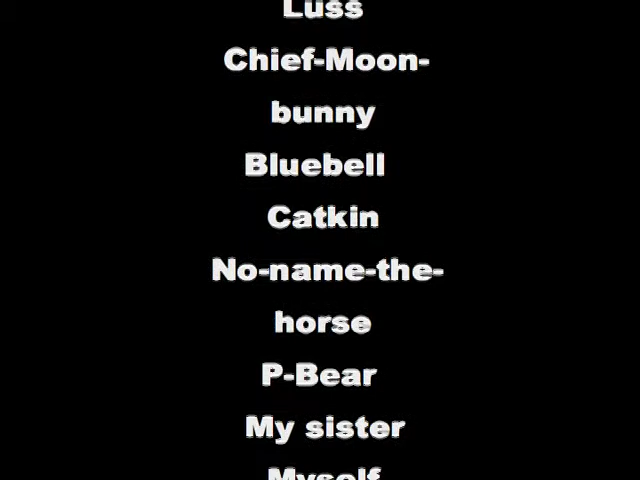 Luss
Chief-Moon-
bunny
Bluebell
Catkin
No-name-the-
horse
P-Bear
My sister
Myself